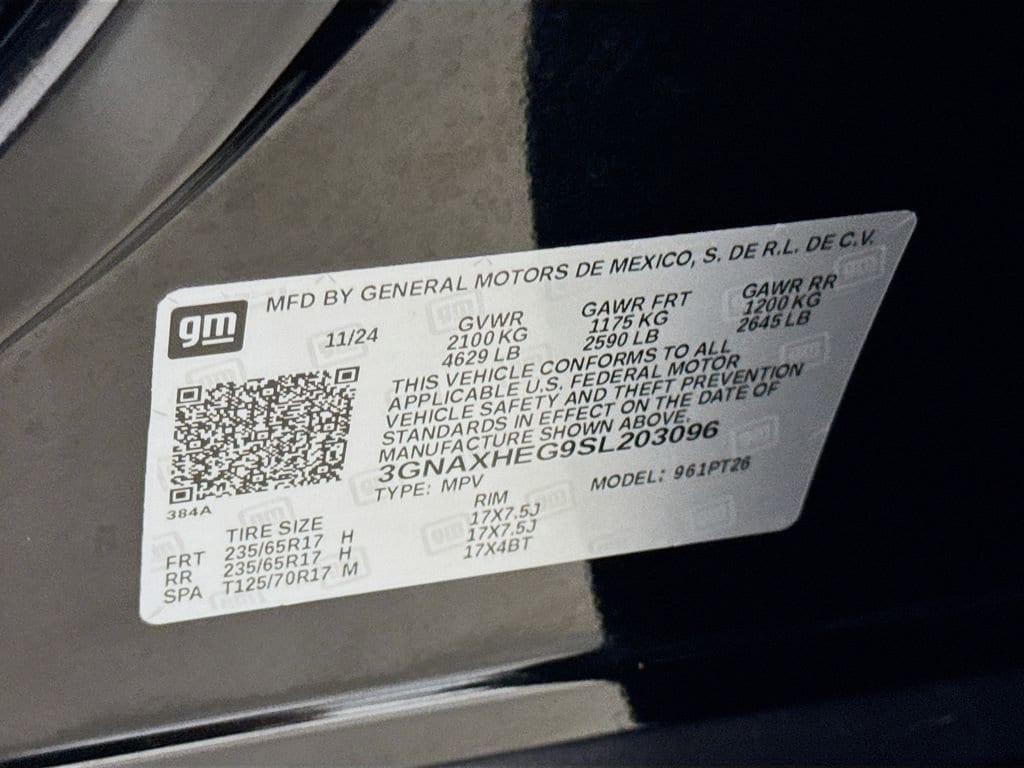 gm
MFD BY GENERAL MOTORS DE MEXICO, S. DE R.L. DE C.V.
11/24
GVWR GAWR FRT GAWR RR
2100 KG 1175 KG 1200 KG
4629 LB 2590 LB 2645 LB
THIS VEHICLE CONFORMS TO ALL
APPLICABLE U.S. FEDERAL MOTOR
VEHICLE SAFETY AND THEFT PREVENTION
STANDARDS IN EFFECT ON THE DATE OF
MANUFACTURE SHOWN ABOVE.
3GNAXHEG9SL203096
TYPE: MPV MODEL: 961PT26
384A
TIRE SIZE RIM
FRT 235/65R17 H 17X7.5J
RR 235/65R17 H 17X7.5J
SPA T125/70R17 M 17X4BT